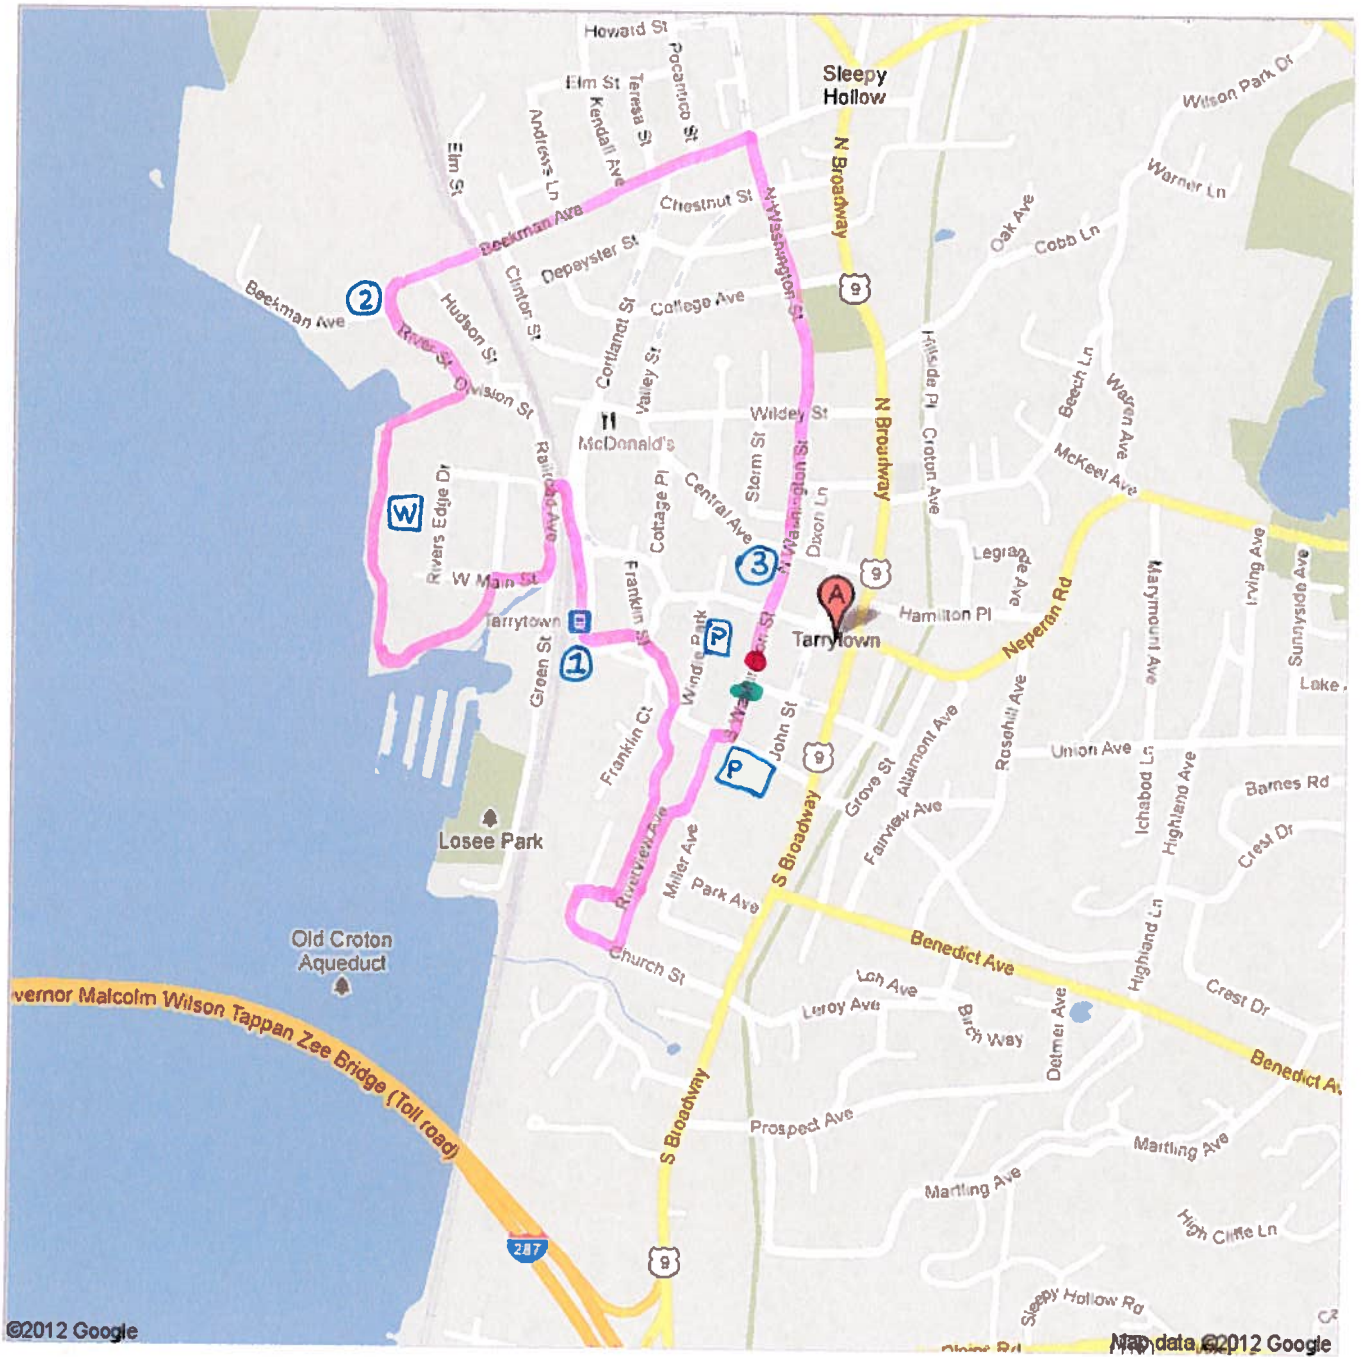 Howard St
Pocantico St
Elm St
Teresa St
Kendall Ave
Andrews Ln
Sleepy
Hollow
Wilson Park Dr
Elm St
N Broadway
Warner Ln
Chestnut St
N Washington St
Oak Ave
Cobb Ln
Beekman Ave
Depeyster St
2
Beekman Ave
Clinton St
Hudson St
College Ave
9
River St
Cortlandt St
Valley St
Hillside Pl
Beech Ln
Warren Ave
Division St
McDonald's
Wildey St
N Broadway
Croton Ave
McKeel Ave
Railroad Ave
Rivers Edge Dr
W
Cottage Pl
Central Ave
Storm St
N Washington St
Dixon Ln
3
9
Legrande Ave
Irving Ave
Sunnyside Ave
Marymount Ave
W Main St
Franklin St
A
Hamilton Pl
Neperan Rd
Tarrytown
Windle Park
P
Tarrytown
1
Green St
S Wa
on St
Lake
Rosehill Ave
Altamont Ave
John St
Franklin Ct
P
9
Grove St
Union Ave
Ichabod Ln
Highland Ave
Barnes Rd
Fairview Ave
Crest Dr
Losee Park
Riverview Ave
Miller Ave
S Broadway
Park Ave
Old Croton
Aqueduct
Church St
Benedict Ave
Highland Ln
Crest Dr
vernor Malcolm Wilson Tappan Zee Bridge (Toll road)
Loh Ave
Leroy Ave
Birch Way
Detmer Ave
Benedict Av
S Broadway
Prospect Ave
Martling Ave
Martling Ave
High Cliffe Ln
287
9
Sleepy Hollow Rd
©2012 Google
Map data ©2012 Google